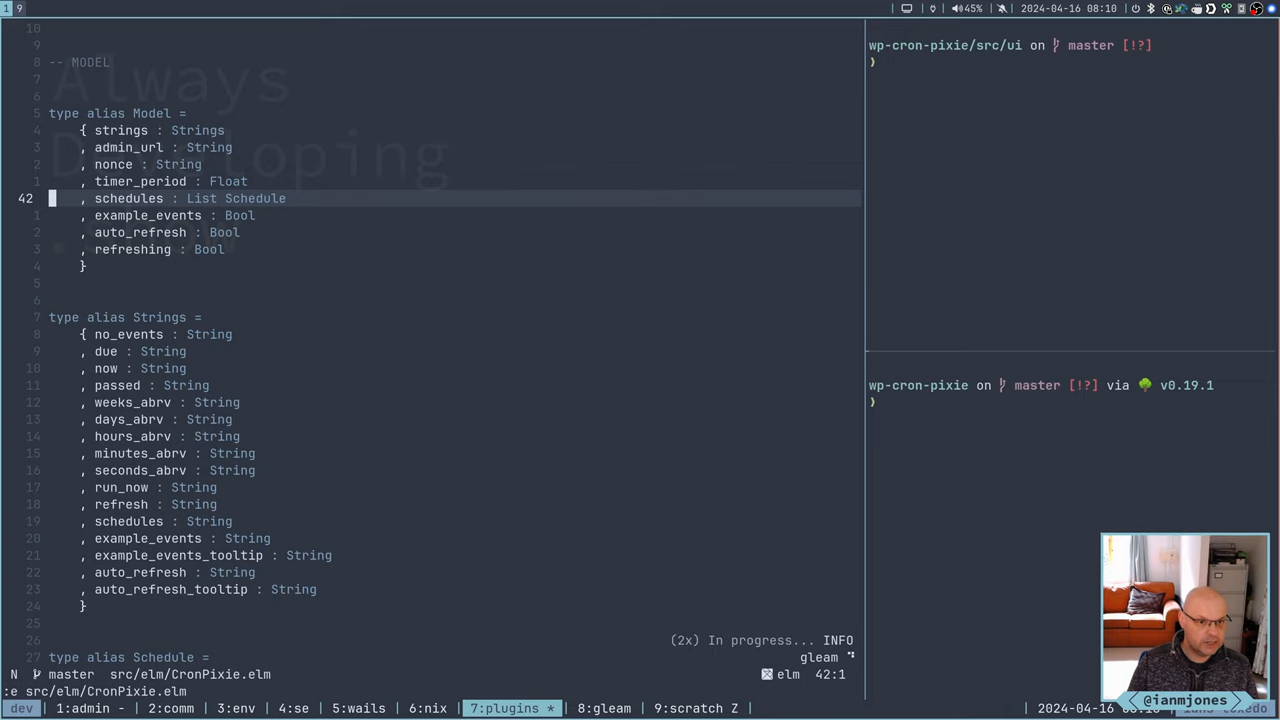 1 9
45% 2024-04-16 08:10
10
9
8 -- MODEL
7
6
5 type alias Model =
4 { strings : Strings
3 , admin_url : String
2 , nonce : String
1 , timer_period : Float
42 , schedules : List Schedule
1 , example_events : Bool
2 , auto_refresh : Bool
3 , refreshing : Bool
4 }
5
6
7 type alias Strings =
8 { no_events : String
9 , due : String
10 , now : String
11 , passed : String
12 , weeks_abrv : String
13 , days_abrv : String
14 , hours_abrv : String
15 , minutes_abrv : String
16 , seconds_abrv : String
17 , run_now : String
18 , refresh : String
19 , schedules : String
20 , example_events : String
21 , example_events_tooltip : String
22 , auto_refresh : String
23 , auto_refresh_tooltip : String
24 }
25
26
27 type alias Schedule =
(2x) In progress... INFO
gleam
N master src/elm/CronPixie.elm elm 42:1
:e src/elm/CronPixie.elm
Always
Developing
.show
wp-cron-pixie/src/ui on master [!?]
❯
wp-cron-pixie on master [!?] via 🌳 v0.19.1
❯
@ianmjones
dev 1:admin - 2:comm 3:env 4:se 5:wails 6:nix 7:plugins * 8:gleam 9:scratch Z 2024-04-16 08:10